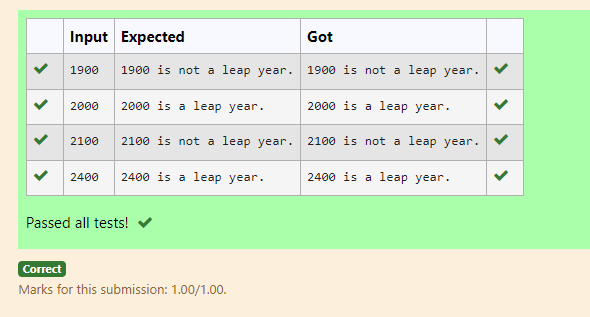 Input Expected Got
1900 1900 is not a leap year. 1900 is not a leap year.
2000 2000 is a leap year. 2000 is a leap year.
2100 2100 is not a leap year. 2100 is not a leap year.
2400 2400 is a leap year. 2400 is a leap year.
Passed all tests!
Correct
Marks for this submission: 1.00/1.00.